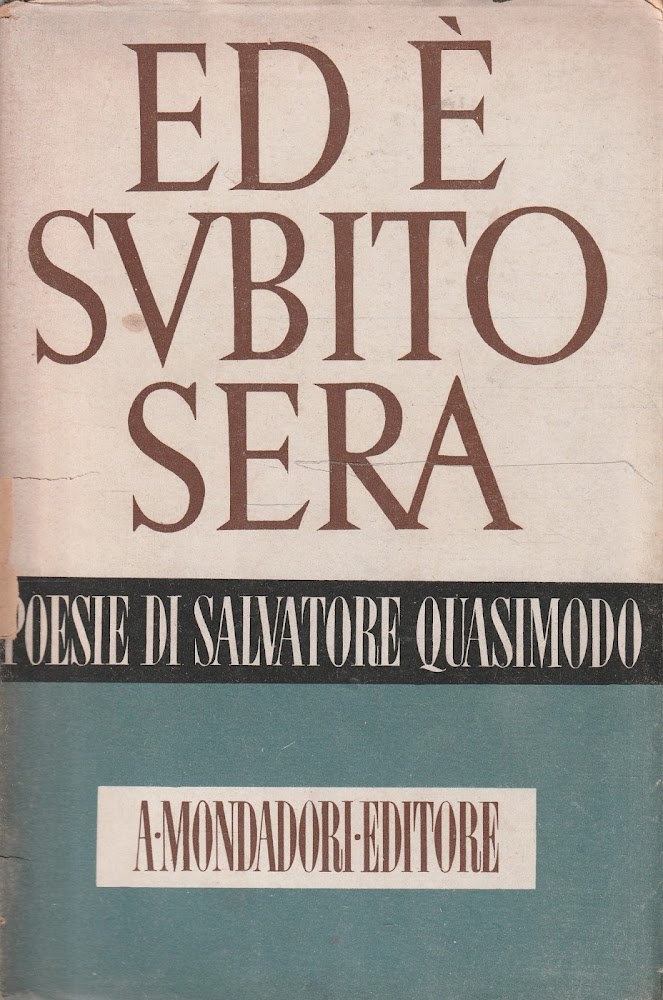 ED È
SVBITO
SERA
POESIE DI SALVATORE QUASIMODO
A·MONDADORI·EDITORE